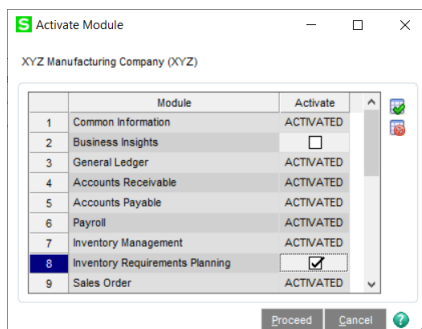 S Activate Module
XYZ Manufacturing Company (XYZ)
Module Activate
1 Common Information ACTIVATED
2 Business Insights
3 General Ledger ACTIVATED
4 Accounts Receivable ACTIVATED
5 Accounts Payable ACTIVATED
6 Payroll ACTIVATED
7 Inventory Management ACTIVATED
8 Inventory Requirements Planning
9 Sales Order ACTIVATED
Proceed Cancel ?